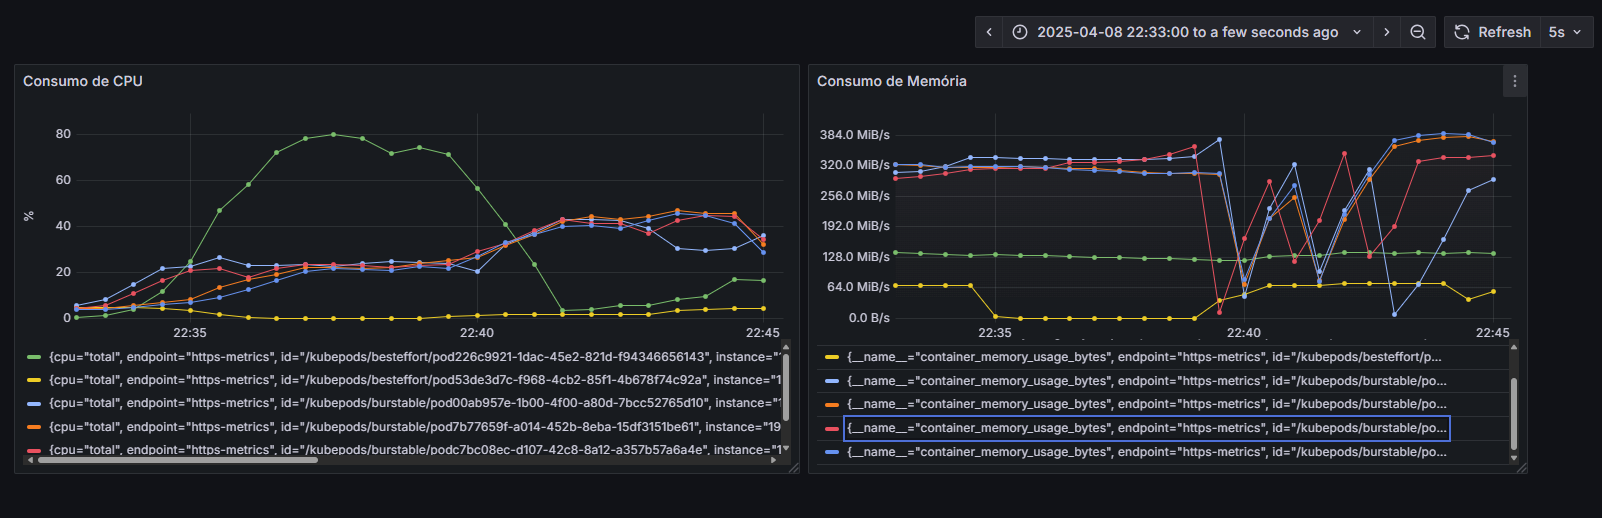 2025-04-08 22:33:00 to a few seconds ago
Refresh
5s
Consumo de CPU
80
60
%
40
20
0
22:35
22:40
22:45
{cpu="total", endpoint="https-metrics", id="/kubepods/besteffort/pod226c9921-1dac-45e2-821d-f94346656143", instance="1
{cpu="total", endpoint="https-metrics", id="/kubepods/besteffort/pod53de3d7c-f968-4cb2-85f1-4b678f74c92a", instance="1
{cpu="total", endpoint="https-metrics", id="/kubepods/burstable/pod00ab957e-1b00-4f00-a80d-7bcc52765d10", instance="1
{cpu="total", endpoint="https-metrics", id="/kubepods/burstable/pod7b77659f-a014-452b-8eba-15df3151be61", instance="19
{cpu="total", endpoint="https-metrics", id="/kubepods/burstable/podc7bc08ec-d107-42c8-8a12-a357b57a6a4e", instance="1
Consumo de Memória
384.0 MiB/s
320.0 MiB/s
256.0 MiB/s
192.0 MiB/s
128.0 MiB/s
64.0 MiB/s
0.0 B/s
22:35
22:40
22:45
{__name__="container_memory_usage_bytes", endpoint="https-metrics", id="/kubepods/besteffort/p...
{__name__="container_memory_usage_bytes", endpoint="https-metrics", id="/kubepods/burstable/po...
{__name__="container_memory_usage_bytes", endpoint="https-metrics", id="/kubepods/burstable/po...
{__name__="container_memory_usage_bytes", endpoint="https-metrics", id="/kubepods/burstable/po...
{__name__="container_memory_usage_bytes", endpoint="https-metrics", id="/kubepods/burstable/po...